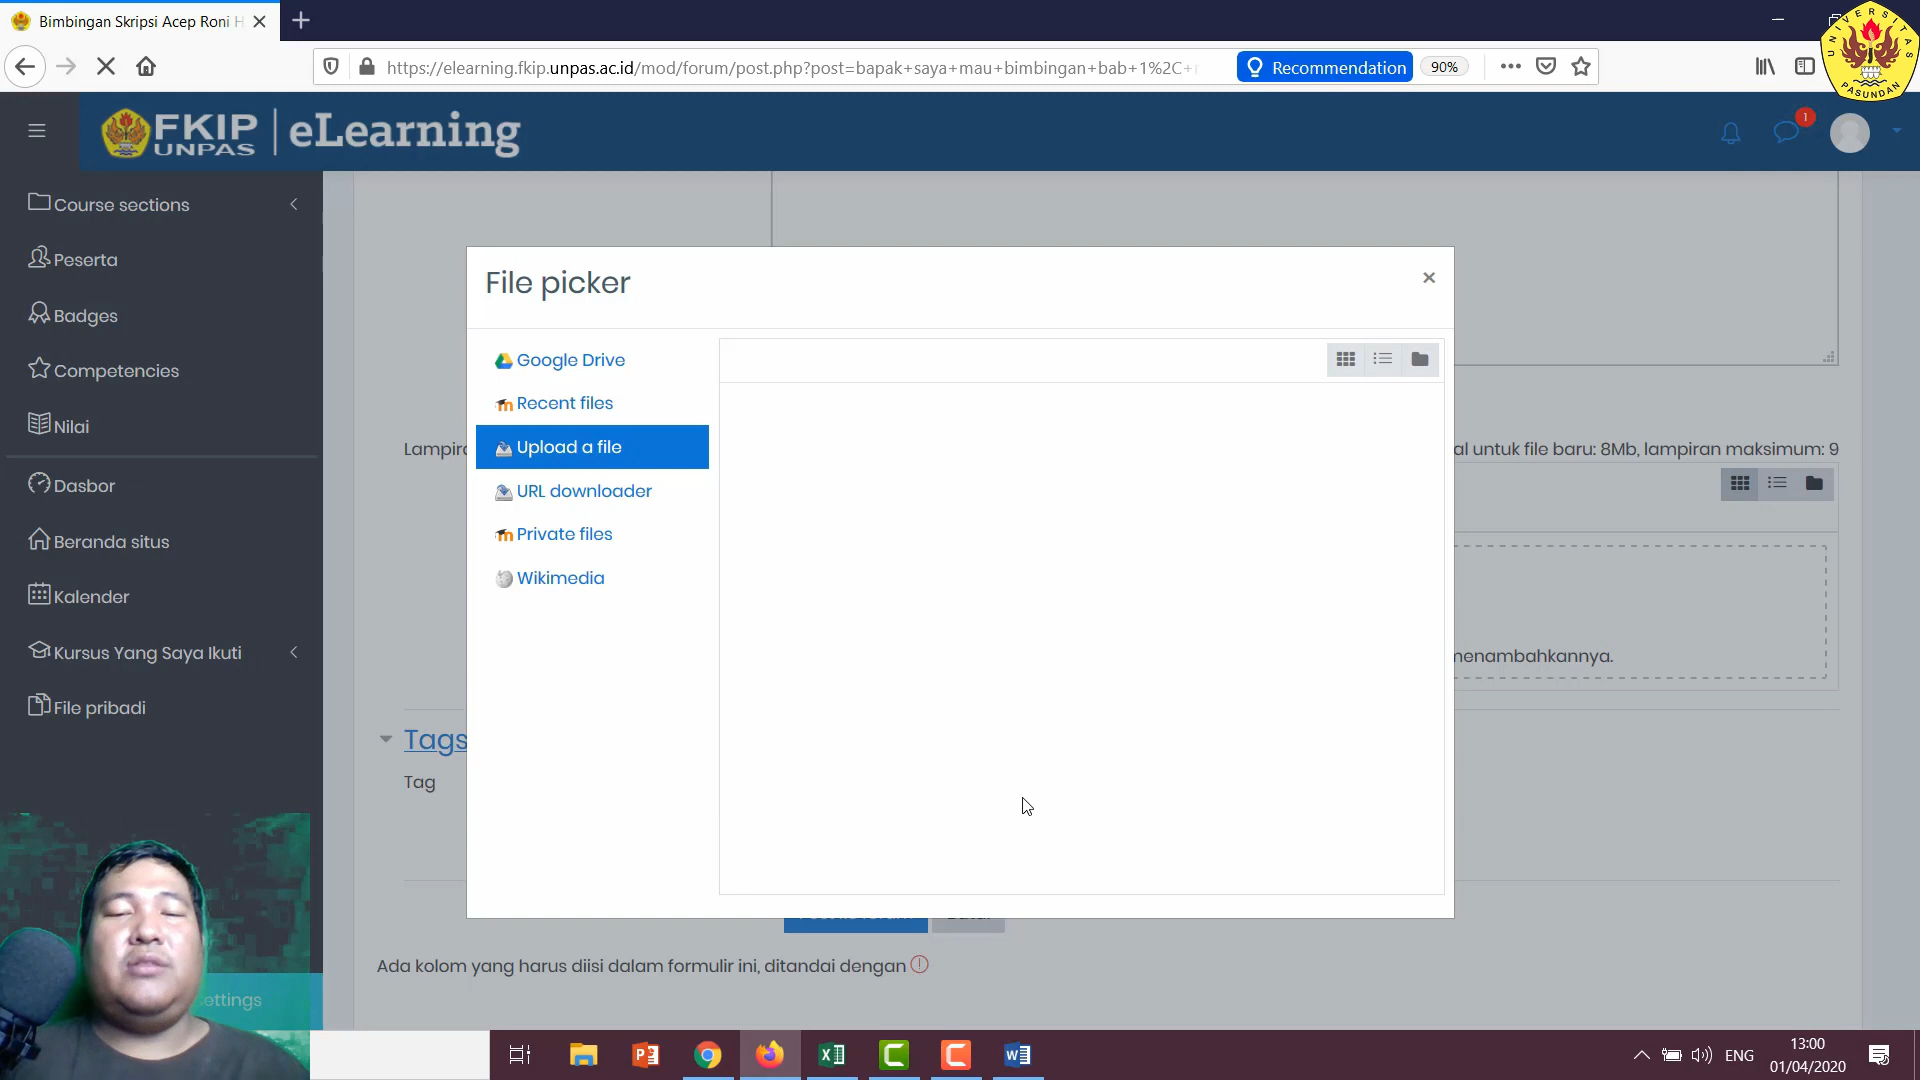 Bimbingan Skripsi Acep Roni H
https://elearning.fkip.unpas.ac.id/mod/forum/post.php?post=bapak+saya+mau+bimbingan+bab+1%2C+
Recommendation
90%
UNIVERSITAS
PASUNDAN
FKIP
UNPAS
eLearning
1
Course sections
Peserta
Badges
Competencies
Nilai
Dasbor
Beranda situs
Kalender
Kursus Yang Saya Ikuti
File pribadi
ettings
File picker
Google Drive
Recent files
Upload a file
URL downloader
Private files
Wikimedia
al untuk file baru: 8Mb, lampiran maksimum: 9
menambahkannya.
Tags
Tag
Ada kolom yang harus diisi dalam formulir ini, ditandai dengan
ENG
13:00
01/04/2020